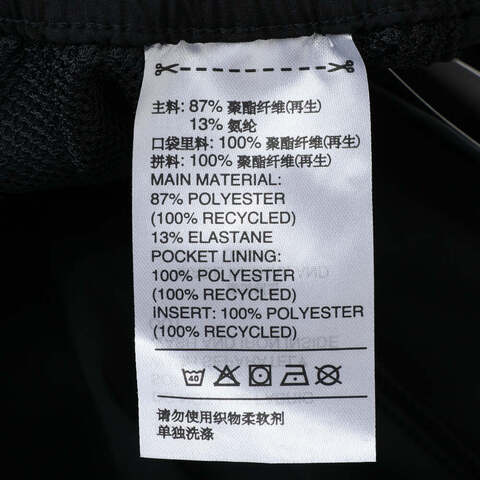 主料: 87% 聚酯纤维(再生)
13% 氨纶
口袋里料: 100% 聚酯纤维(再生)
拼料: 100% 聚酯纤维(再生)
MAIN MATERIAL:
87% POLYESTER
(100% RECYCLED)
13% ELASTANE
POCKET LINING:
100% POLYESTER
(100% RECYCLED)
INSERT: 100% POLYESTER
(100% RECYCLED)
40
请勿使用织物柔软剂
单独洗涤